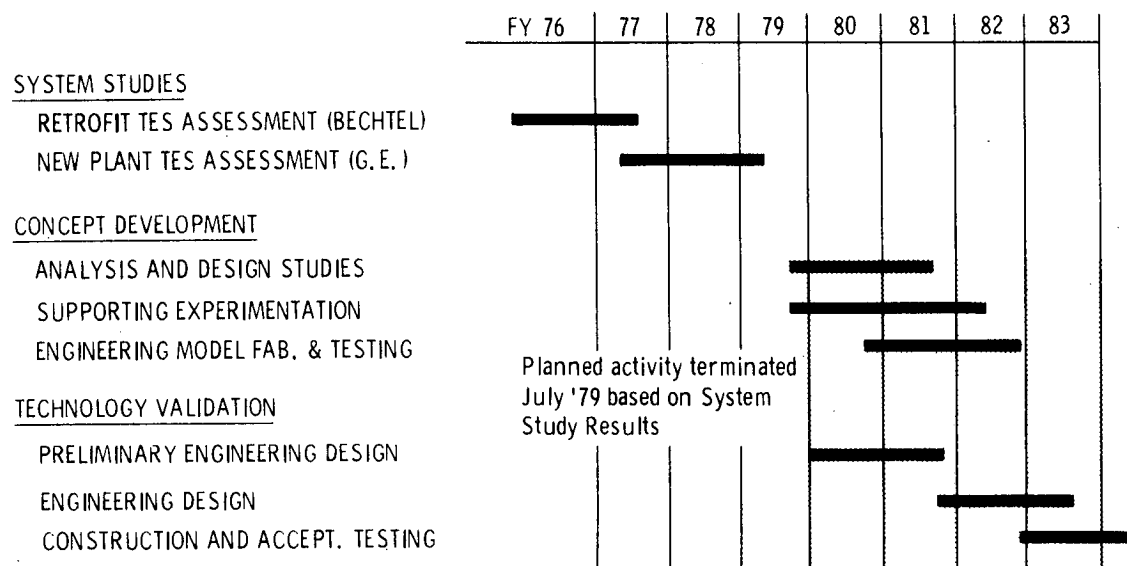 FY 76 77 78 79 80 81 82 83
SYSTEM STUDIES
RETROFIT TES ASSESSMENT (BECHTEL)
NEW PLANT TES ASSESSMENT (G.E.)
CONCEPT DEVELOPMENT
ANALYSIS AND DESIGN STUDIES
SUPPORTING EXPERIMENTATION
ENGINEERING MODEL FAB. & TESTING
Planned activity terminated
July '79 based on System
Study Results
TECHNOLOGY VALIDATION
PRELIMINARY ENGINEERING DESIGN
ENGINEERING DESIGN
CONSTRUCTION AND ACCEPT. TESTING